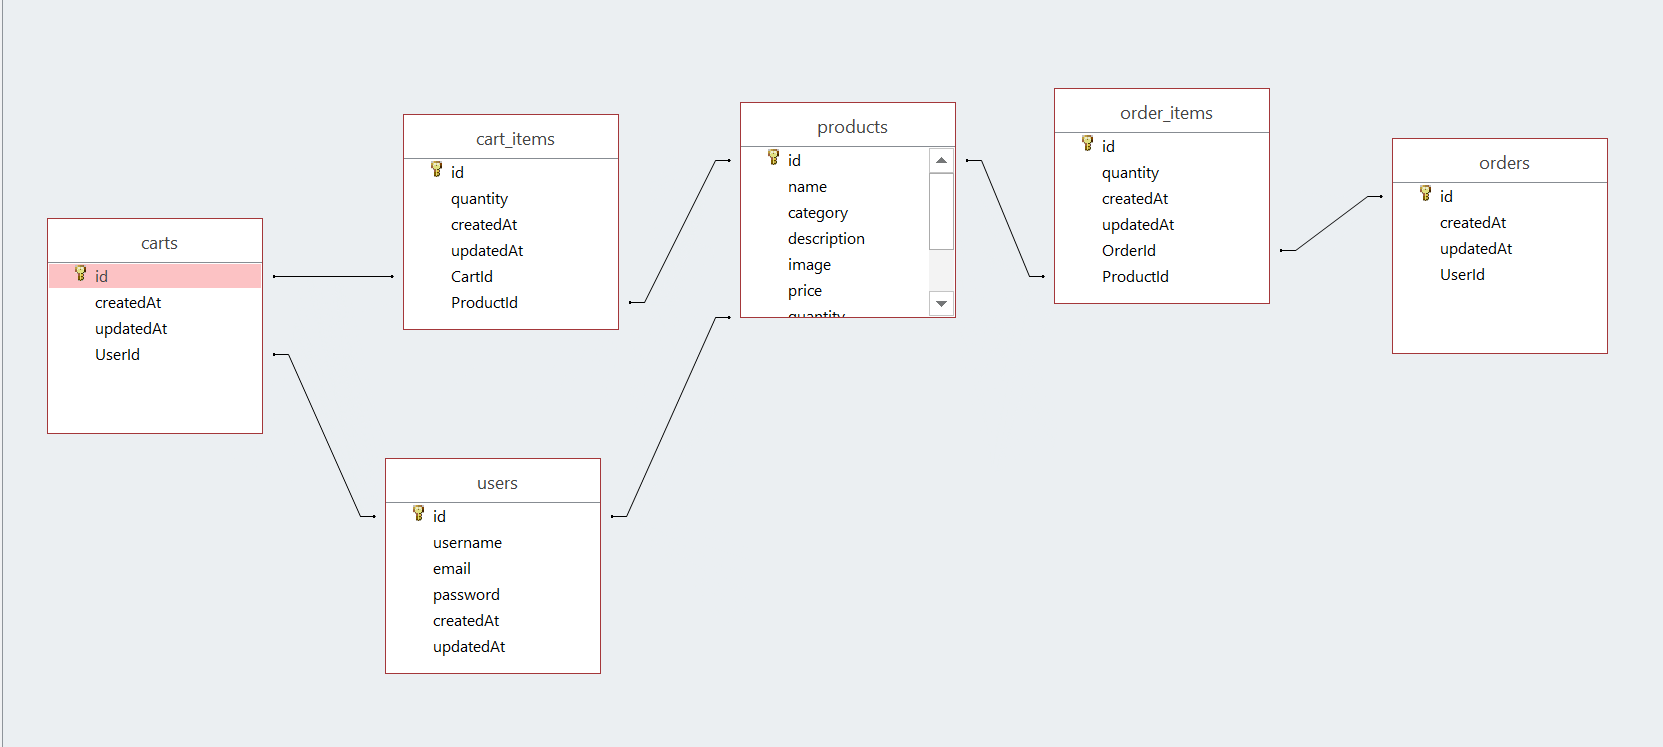 carts
id
createdAt
updatedAt
UserId
cart_items
id
quantity
createdAt
updatedAt
CartId
ProductId
users
id
username
email
password
createdAt
updatedAt
products
id
name
category
description
image
price
quantity
order_items
id
quantity
createdAt
updatedAt
OrderId
ProductId
orders
id
createdAt
updatedAt
UserId